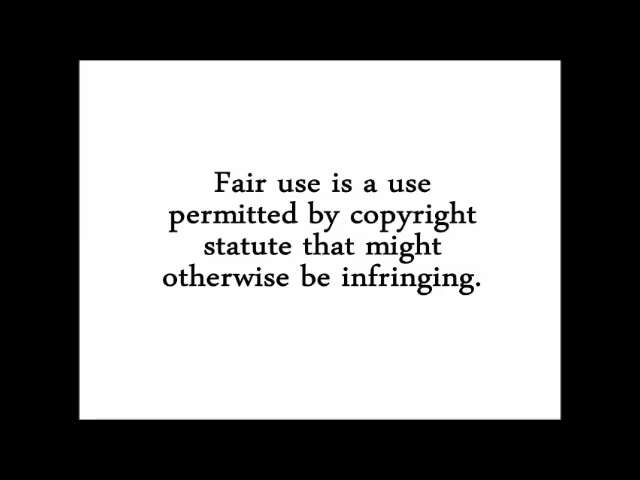 Fair use is a use
permitted by copyright
statute that might
otherwise be infringing.